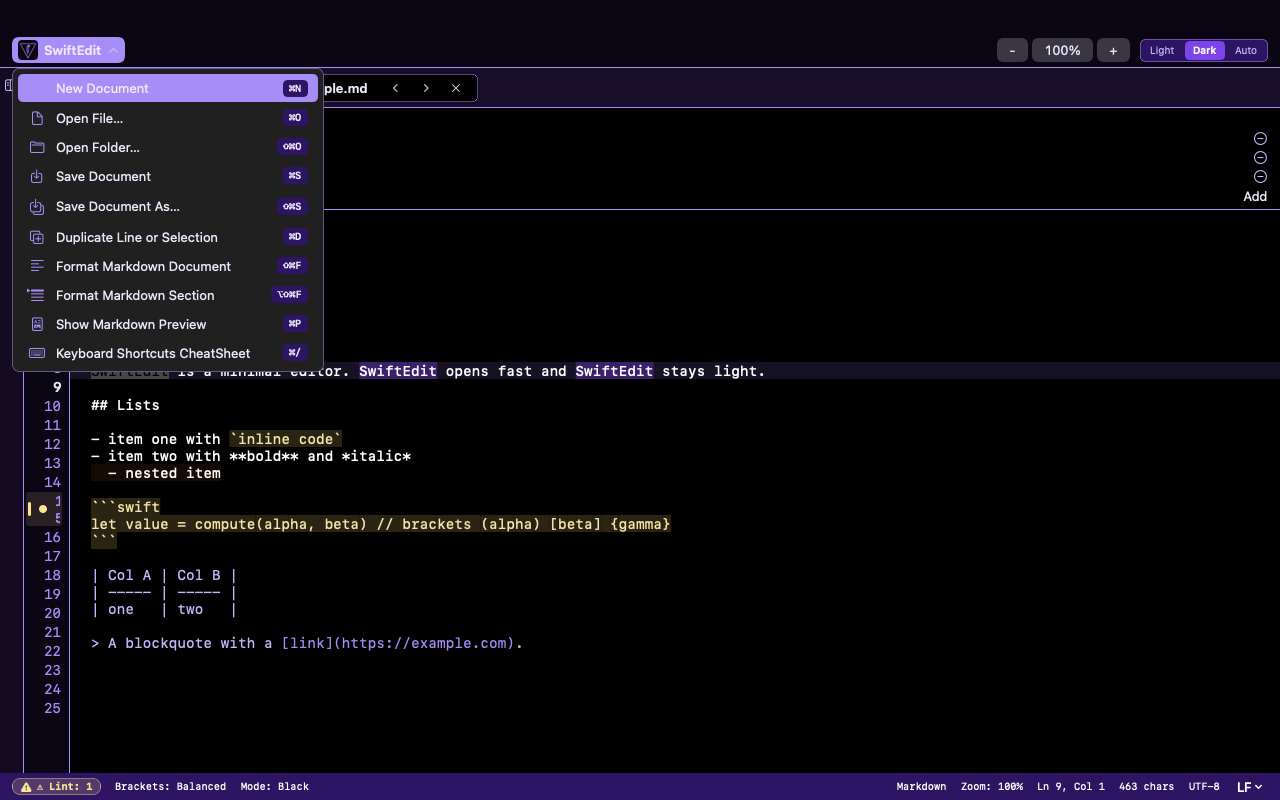 SwiftEdit
- 100% + Light Dark Auto
New Document ⌘N
ple.md
Open File... ⌘O
Open Folder... ⇧⌘O
Save Document ⌘S
Save Document As... ⇧⌘S
Add
Duplicate Line or Selection ⌘D
Format Markdown Document ⇧⌘F
Format Markdown Section ⌥⇧⌘F
Show Markdown Preview ⌘P
Keyboard Shortcuts CheatSheet ⌘/
SwiftEdit is a minimal editor. SwiftEdit opens fast and SwiftEdit stays light.
9
10 ## Lists
11
12 - item one with `inline code`
13 - item two with **bold** and *italic*
14 - nested item
15 ```swift
let value = compute(alpha, beta) // brackets (alpha) [beta] {gamma}
16 ```
17
18 | Col A | Col B |
19 | ----- | ----- |
20 | one | two |
21
22 > A blockquote with a [link](https://example.com).
23
24
25
⚠ Lint: 1 Brackets: Balanced Mode: Black Markdown Zoom: 100% Ln 9, Col 1 463 chars UTF-8 LF